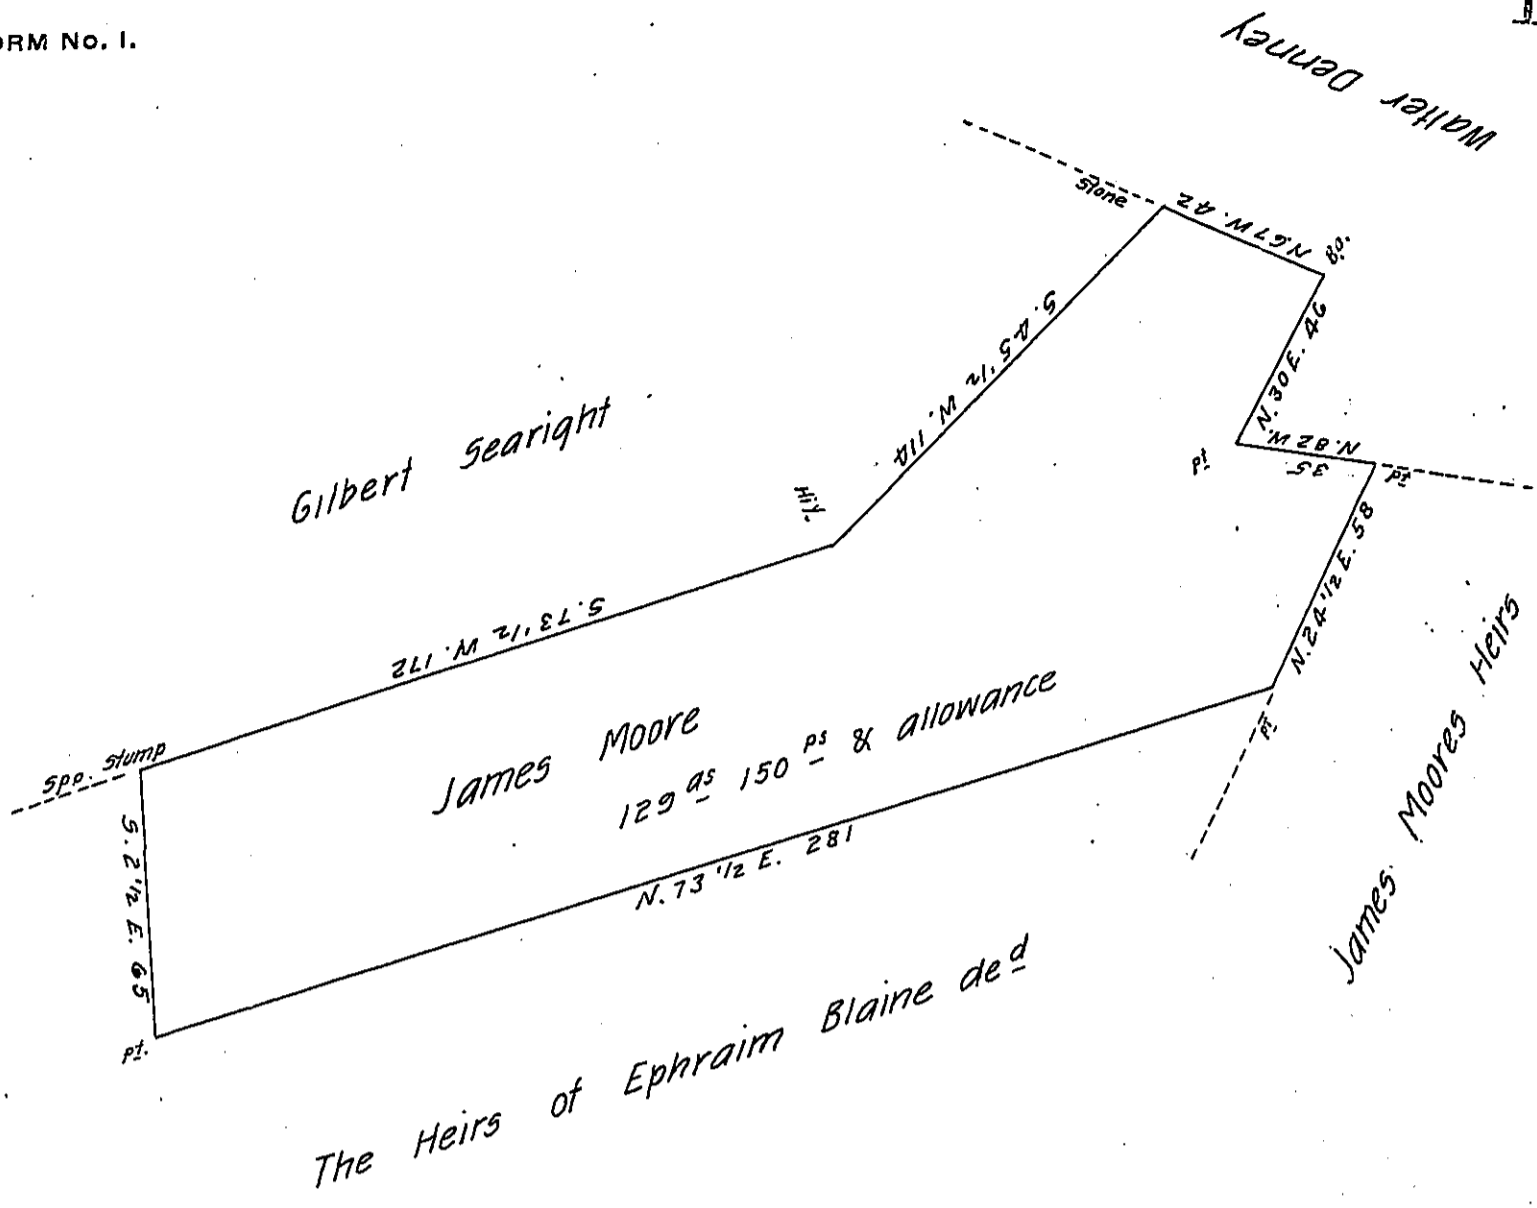 ORM No. 1.
Walter Denney
Stone
N. 67 W. 42
B.O.
S. 45 1/2 W. 114
N. 30 E. 46
N. 82 W.
35
pt
pt
Gilbert Searight
Hiy.
N. 24 1/2 E. 58
S. 73 1/2 W. 172
James Moore
129 as 150 ps & allowance
pt
James Moores Heirs
Spo. Stump
S. 2 1/2 E. 65
N. 73 1/2 E. 281
pt.
The Heirs of Ephraim Blaine ded